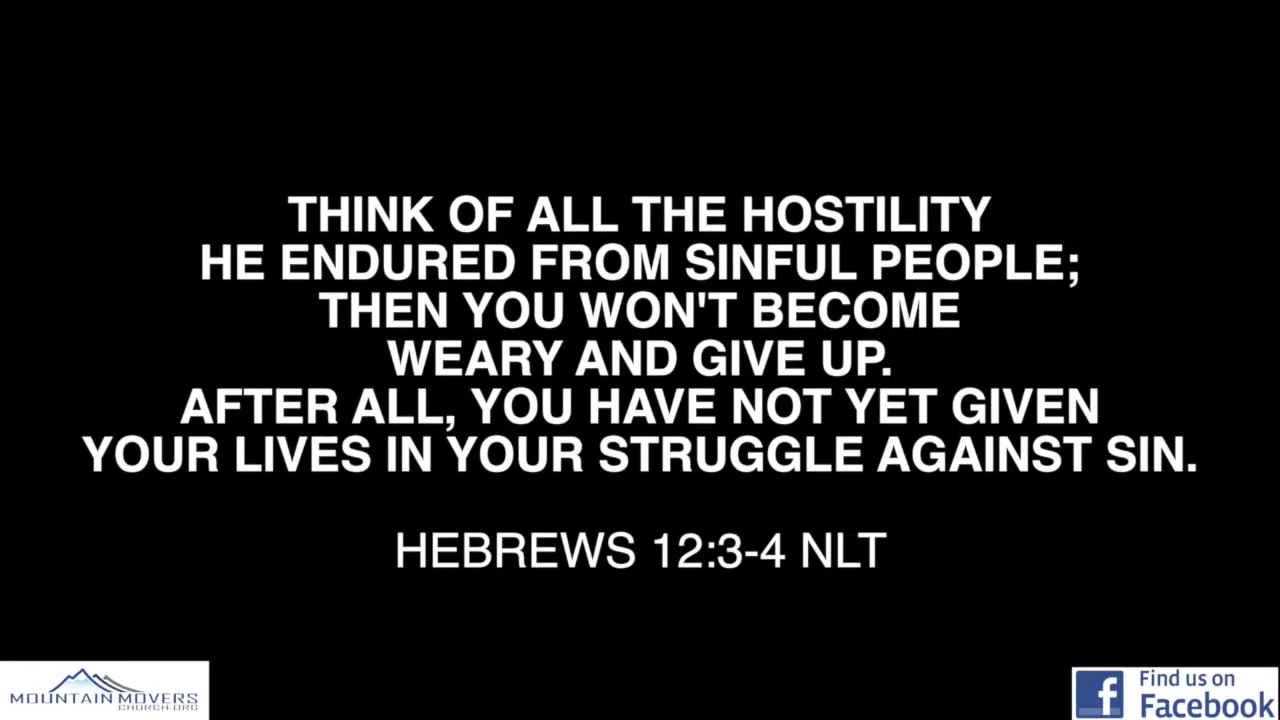 THINK OF ALL THE HOSTILITY
HE ENDURED FROM SINFUL PEOPLE;
THEN YOU WON'T BECOME
WEARY AND GIVE UP.
AFTER ALL, YOU HAVE NOT YET GIVEN
YOUR LIVES IN YOUR STRUGGLE AGAINST SIN.
HEBREWS 12:3-4 NLT
MOUNTAIN MOVERS
CHURCH.ORG
f
Find us on
Facebook